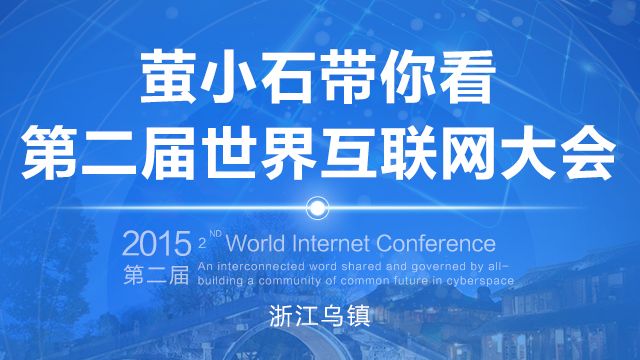 萤小石带你看
第二届世界互联网大会
2015 2ND World Internet Conference
第二届 An interconnected word shared and governed by all-
building a community of common future in cyberspace
浙江乌镇